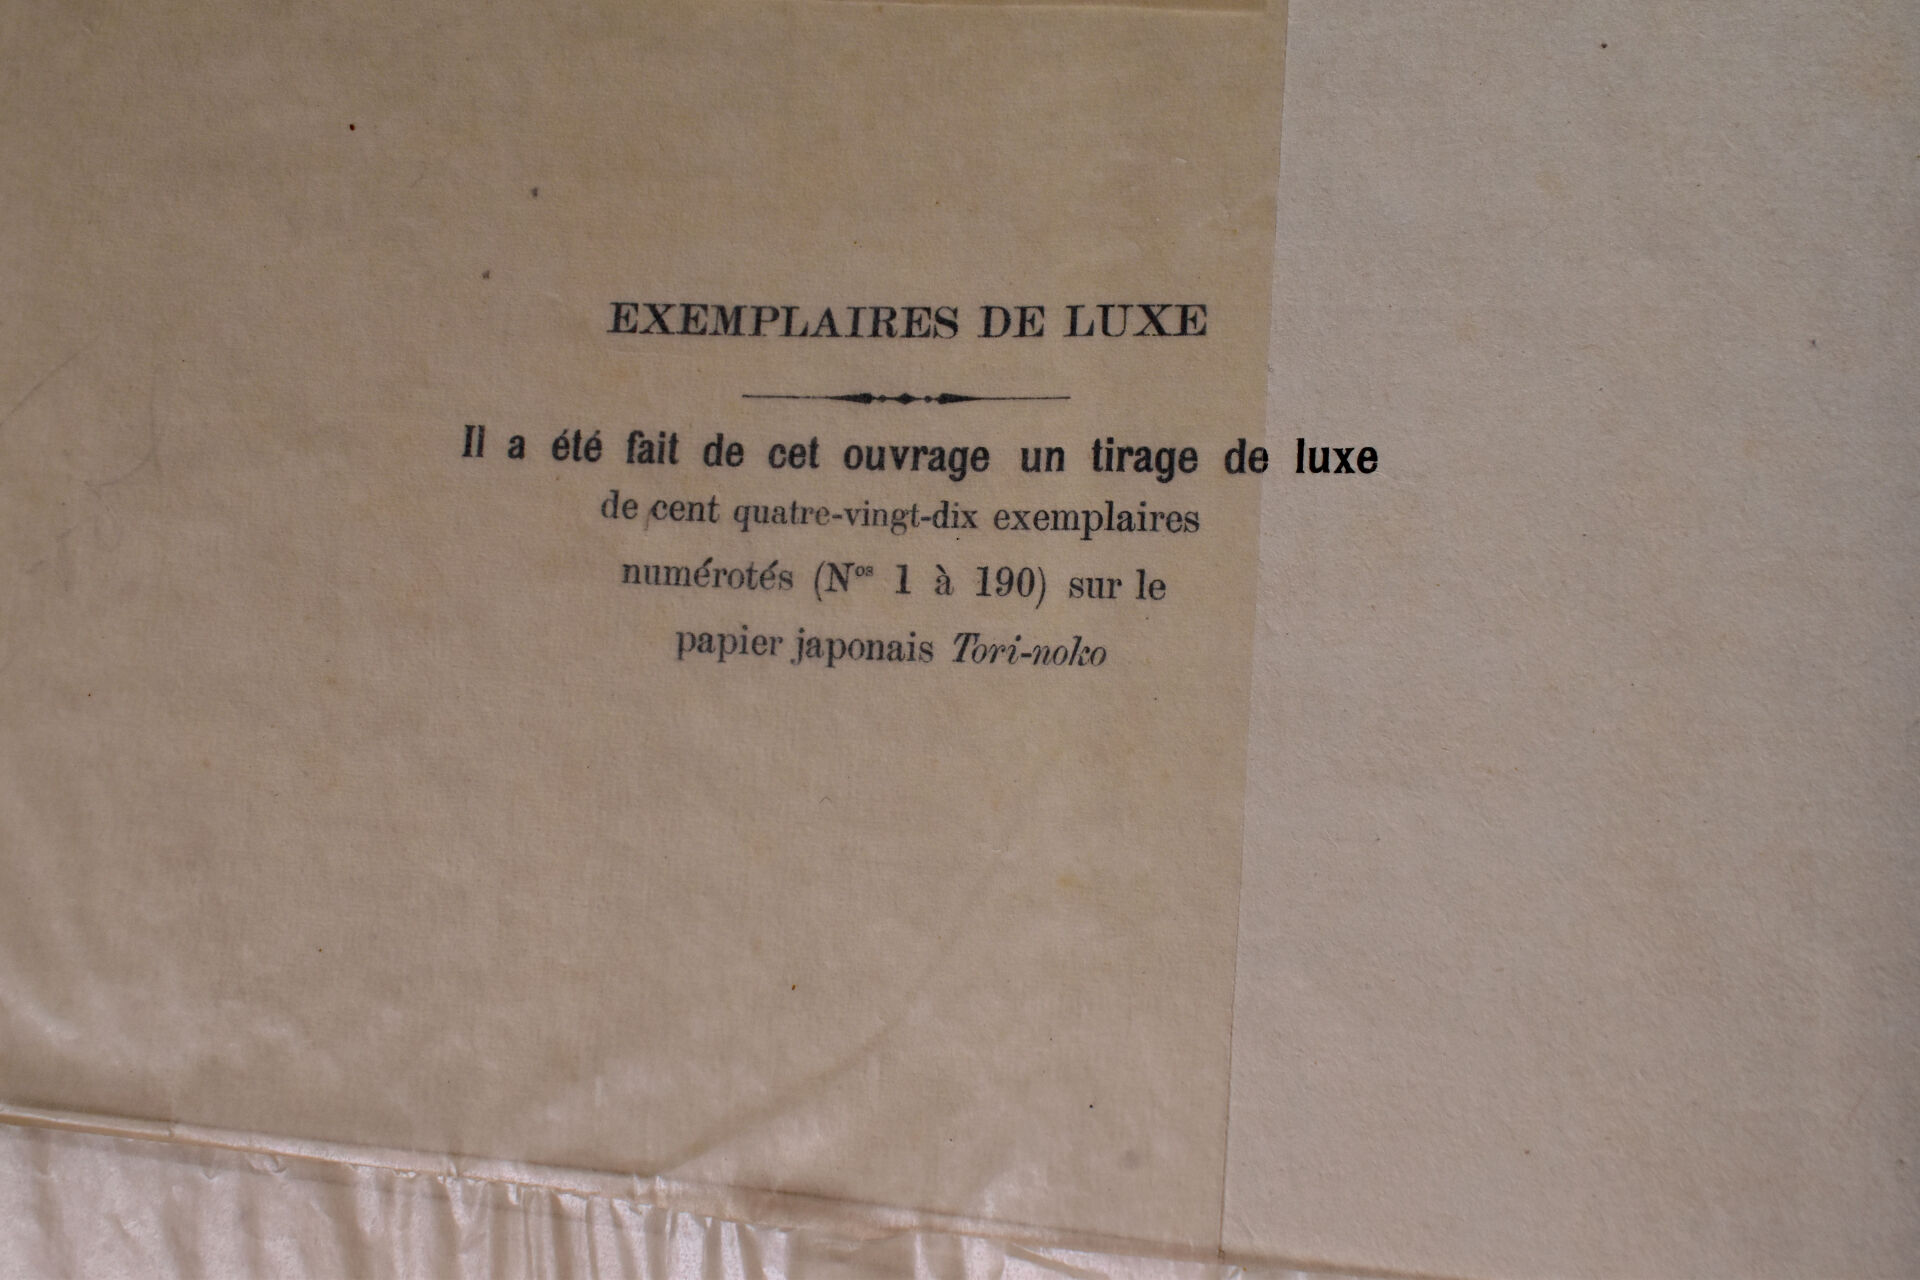 EXEMPLAIRES DE LUXE
Il a été fait de cet ouvrage un tirage de luxe
de cent quatre-vingt-dix exemplaires
numérotés (Nos 1 à 190) sur le
papier japonais Tori-noko